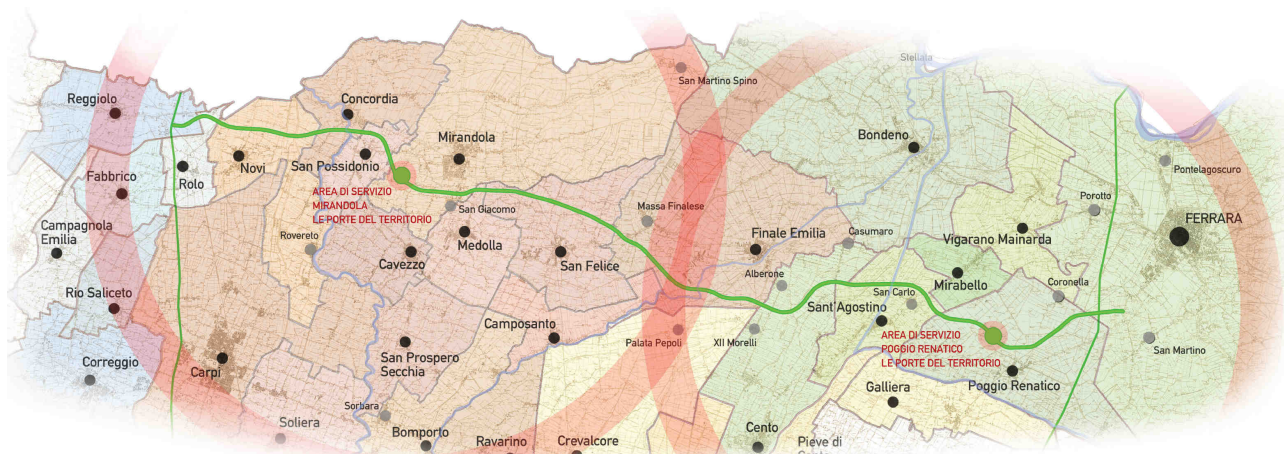 Stellata
San Martino Spino
Reggiolo
Concordia
Mirandola
Bondeno
Pontelagoscuro
Novi
San Possidonio
Rolo
Fabbrico
AREA DI SERVIZIO
MIRANDOLA
LE PORTE DEL TERRITORIO
San Giacomo
Massa Finalese
Porotto
FERRARA
Campagnola
Emilia
Rovereto
Medolla
Cavezzo
San Felice
Finale Emilia
Casumaro
Vigarano Mainarda
Alberone
Mirabello
Coronella
Rio Saliceto
San Carlo
Sant'Agostino
Camposanto
Palata Pepoli
XII Morelli
AREA DI SERVIZIO
POGGIO RENATICO
LE PORTE DEL TERRITORIO
San Martino
Correggio
Carpi
San Prospero
Secchia
Poggio Renatico
Galliera
Sorbara
Soliera
Bomporto
Ravarino
Crevalcore
Cento
Pieve di